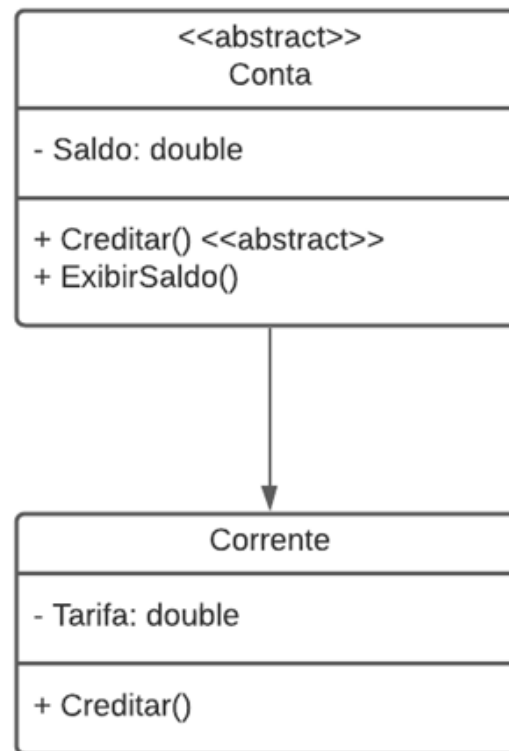 <<abstract>>
Conta
- Saldo: double
+ Creditar() <<abstract>>
+ ExibirSaldo()
Corrente
- Tarifa: double
+ Creditar()